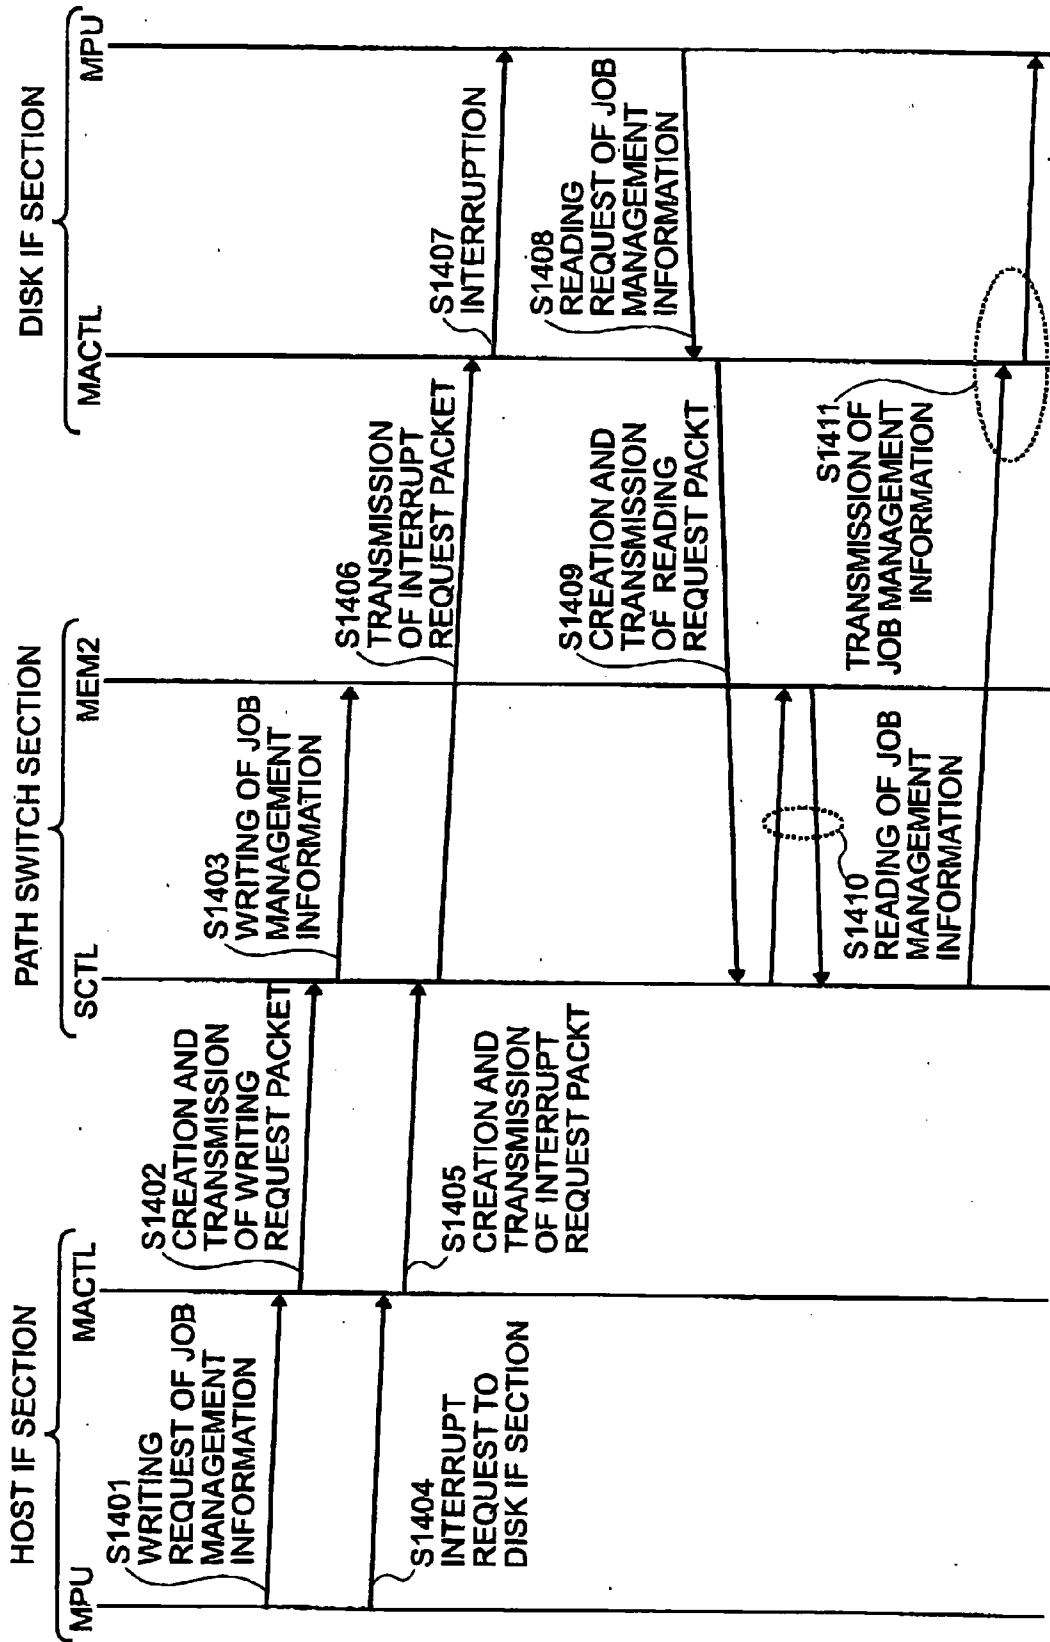 HOST IF SECTION
PATH SWITCH SECTION
DISK IF SECTION
MPU
MACTL
SCTL
MEM2
MACTL
MPU
S1401
WRITING
REQUEST OF JOB
MANAGEMENT
INFORMATION
S1402
CREATION AND
TRANSMISSION
OF WRITING
REQUEST PACKET
S1403
WRITING OF JOB
MANAGEMENT
INFORMATION
S1404
INTERRUPT
REQUEST TO
DISK IF SECTION
S1405
CREATION AND
TRANSMISSION
OF INTERRUPT
REQUEST PACKT
S1406
TRANSMISSION
OF INTERRUPT
REQUEST PACKET
S1407
INTERRUPTION
S1408
READING
REQUEST OF JOB
MANAGEMENT
INFORMATION
S1409
CREATION AND
TRANSMISSION
OF READING
REQUEST PACKT
S1410
READING OF JOB
MANAGEMENT
INFORMATION
S1411
TRANSMISSION OF
JOB MANAGEMENT
INFORMATION